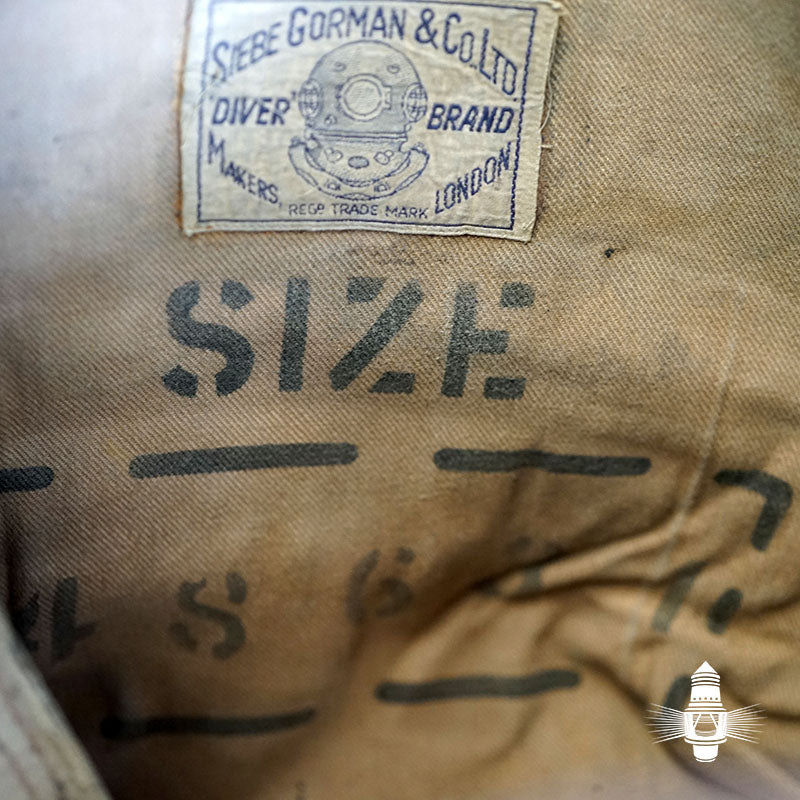 SIEBE GORMAN & CO. LTD
"DIVER" BRAND
MAKERS, LONDON
REGD TRADE MARK
SIZE